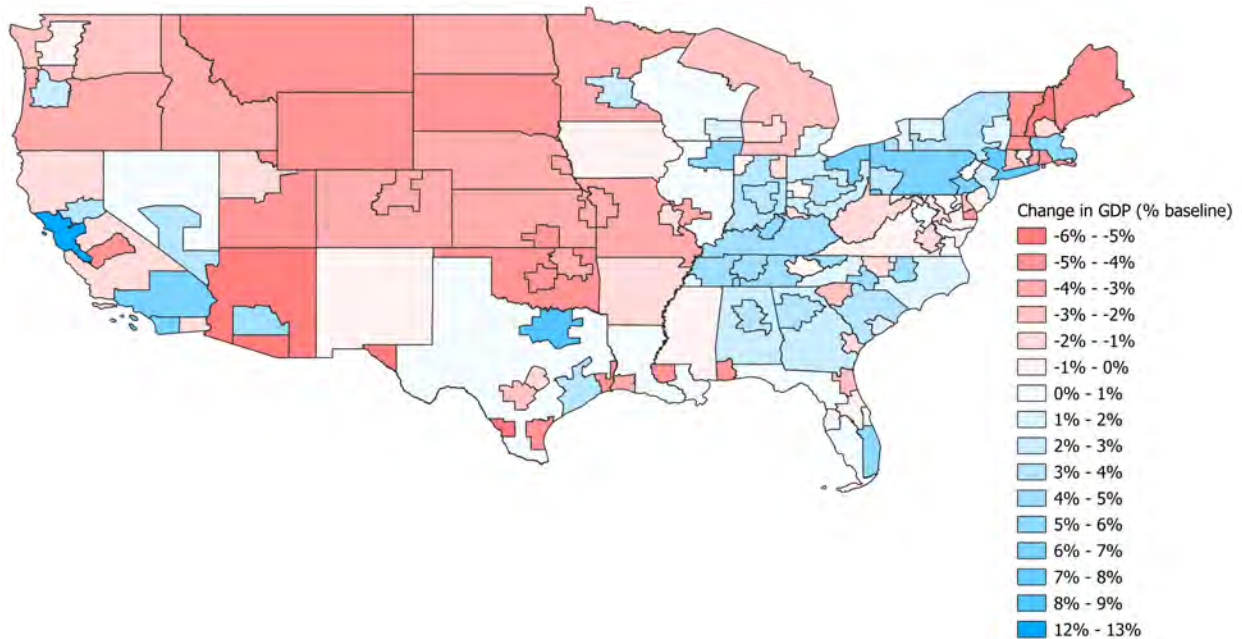 Change in GDP (% baseline)
-6% - -5%
-5% - -4%
-4% - -3%
-3% - -2%
-2% - -1%
-1% - 0%
0% - 1%
1% - 2%
2% - 3%
3% - 4%
4% - 5%
5% - 6%
6% - 7%
7% - 8%
8% - 9%
12% - 13%